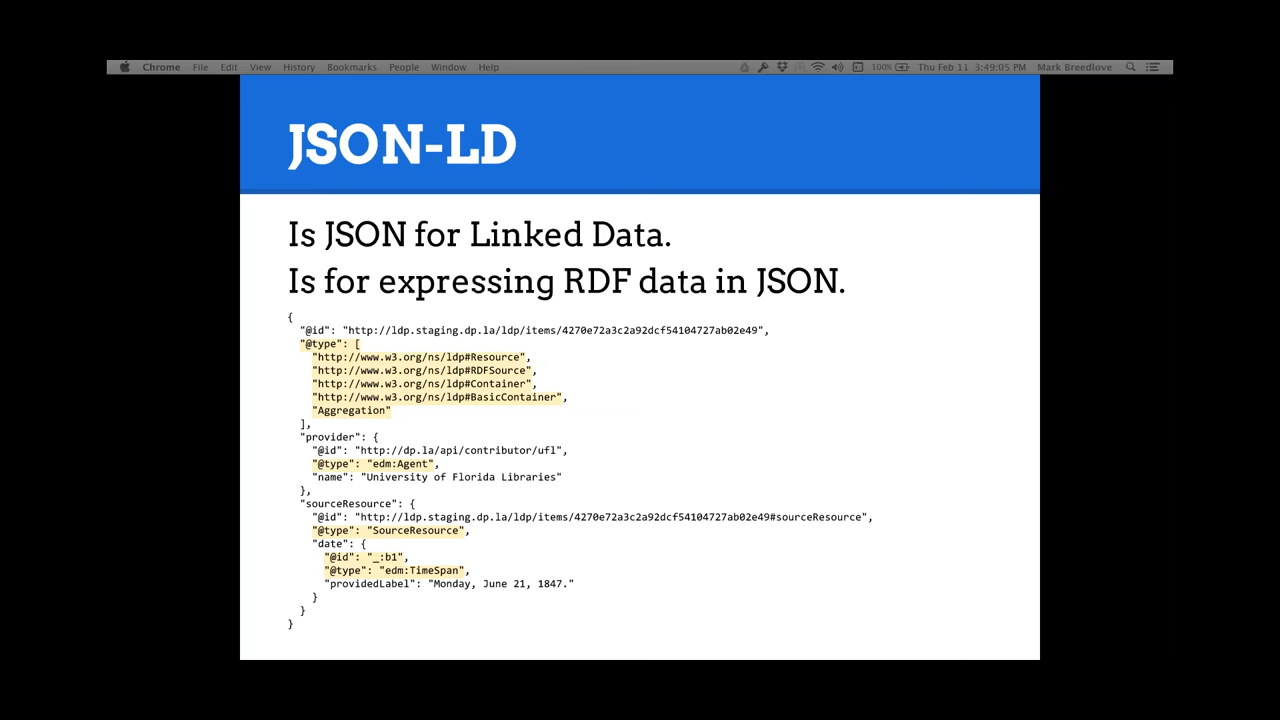 Chrome File Edit View History Bookmarks People Window Help 100% Thu Feb 11 3:49:05 PM Mark Breedlove
JSON-LD
Is JSON for Linked Data.
Is for expressing RDF data in JSON.
{
"@id": "http://ldp.staging.dp.la/ldp/items/4270e72a3c2a92dcf54104727ab02e49",
"@type": [
"http://www.w3.org/ns/ldp#Resource",
"http://www.w3.org/ns/ldp#RDFSource",
"http://www.w3.org/ns/ldp#Container",
"http://www.w3.org/ns/ldp#BasicContainer",
"Aggregation"
],
"provider": {
"@id": "http://dp.la/api/contributor/ufl",
"@type": "edm:Agent",
"name": "University of Florida Libraries"
},
"sourceResource": {
"@id": "http://ldp.staging.dp.la/ldp/items/4270e72a3c2a92dcf54104727ab02e49#sourceResource",
"@type": "SourceResource",
"date": {
"@id": "_:b1",
"@type": "edm:TimeSpan",
"providedLabel": "Monday, June 21, 1847."
}
}
}